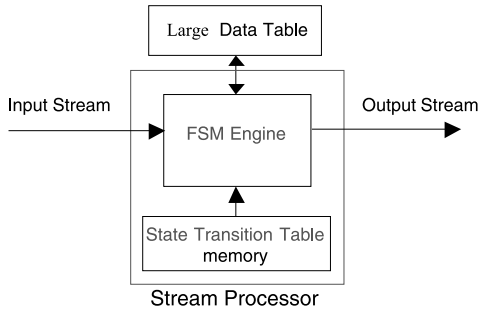 Large Data Table
Input Stream
Output Stream
FSM Engine
State Transition Table
memory
Stream Processor